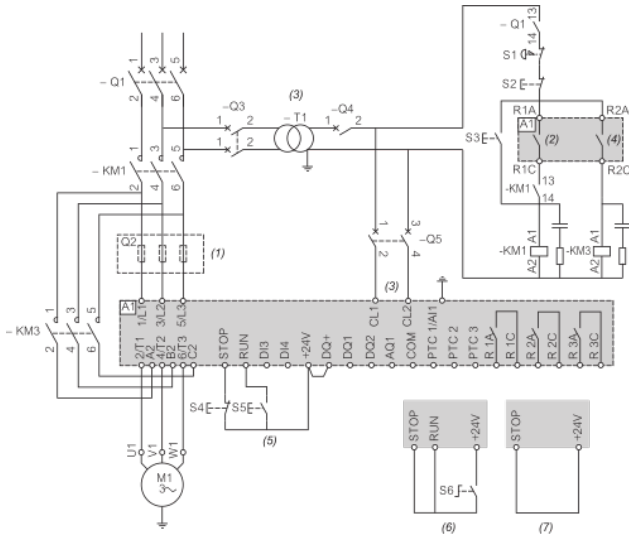 1 3 5
– Q1
2 4 6
– Q3
1 2
1 2
(3)
– T1
–Q4
1 2
– Q1
13
14
S1
S2
R1A R2A
A1
(2) (4)
S3
R1C R2C
-KM1
13
14
A1 A1
-KM1 -KM3
A2 A2
– KM1
1 3 5
2 4 6
Q2
(1)
1 3
–Q5
2 4
(3)
A1
1/L1 3/L2 5/L3 CL1 CL2 PTC 1/AI1
– KM3
1 3 5
2 4 6
2/T1 A2 4/T2 B2 6/T3 C2 STOP RUN DI3 DI4 +24V DQ+ DQ1 DQ2 AQ1 COM PTC 2 PTC 3 R 1A R 1C R 2A R 2C R 3A R 3C
S4 S5
(5)
U1 V1 W1
M1
3
STOP RUN +24V
S6
(6)
STOP +24V
(7)